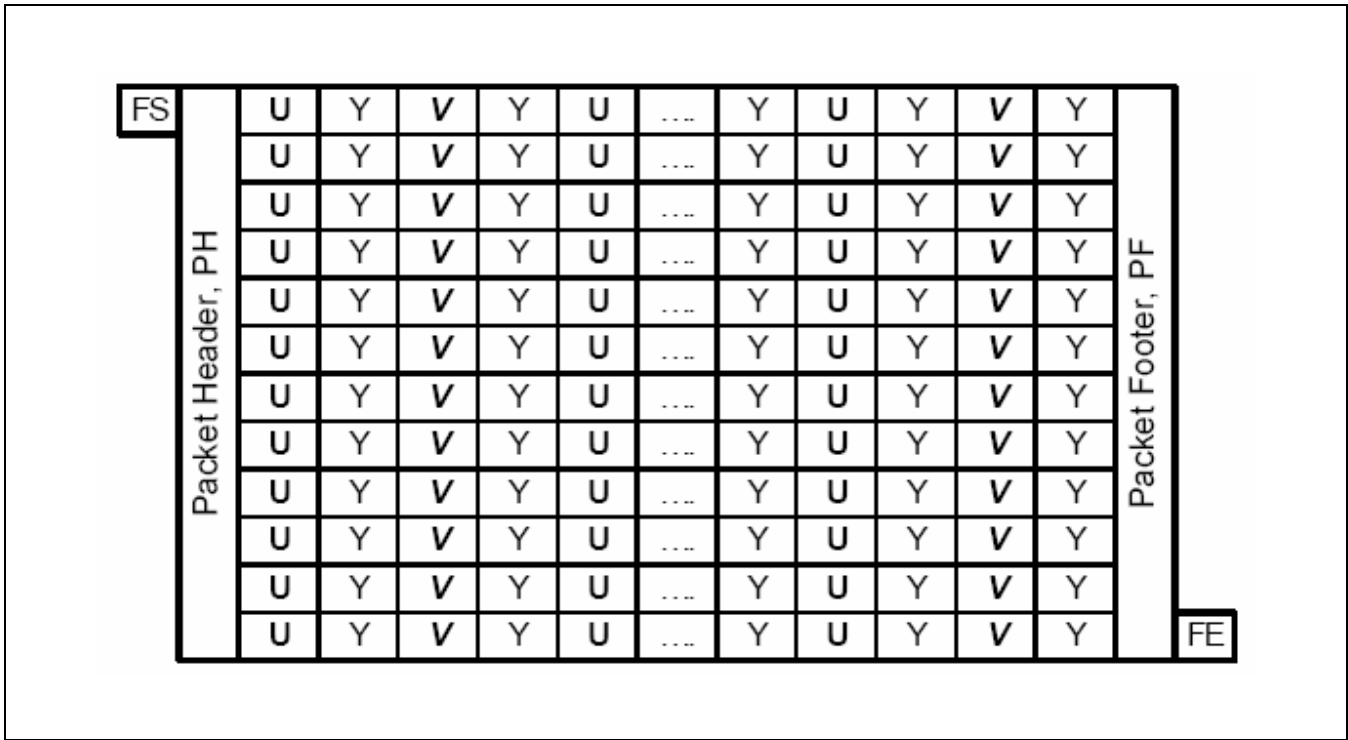 FS U Y V Y U .... Y U Y V Y
U Y V Y U .... Y U Y V Y
U Y V Y U .... Y U Y V Y
U Y V Y U .... Y U Y V Y
U Y V Y U .... Y U Y V Y
U Y V Y U .... Y U Y V Y
U Y V Y U .... Y U Y V Y
U Y V Y U .... Y U Y V Y
U Y V Y U .... Y U Y V Y
U Y V Y U .... Y U Y V Y
U Y V Y U .... Y U Y V Y
U Y V Y U .... Y U Y V Y FE
Packet Header, PH
Packet Footer, PF